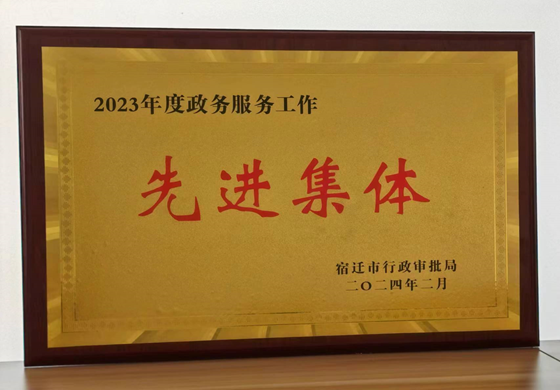 2023年度政务服务工作
先进集体
宿迁市行政审批局
二〇二四年二月